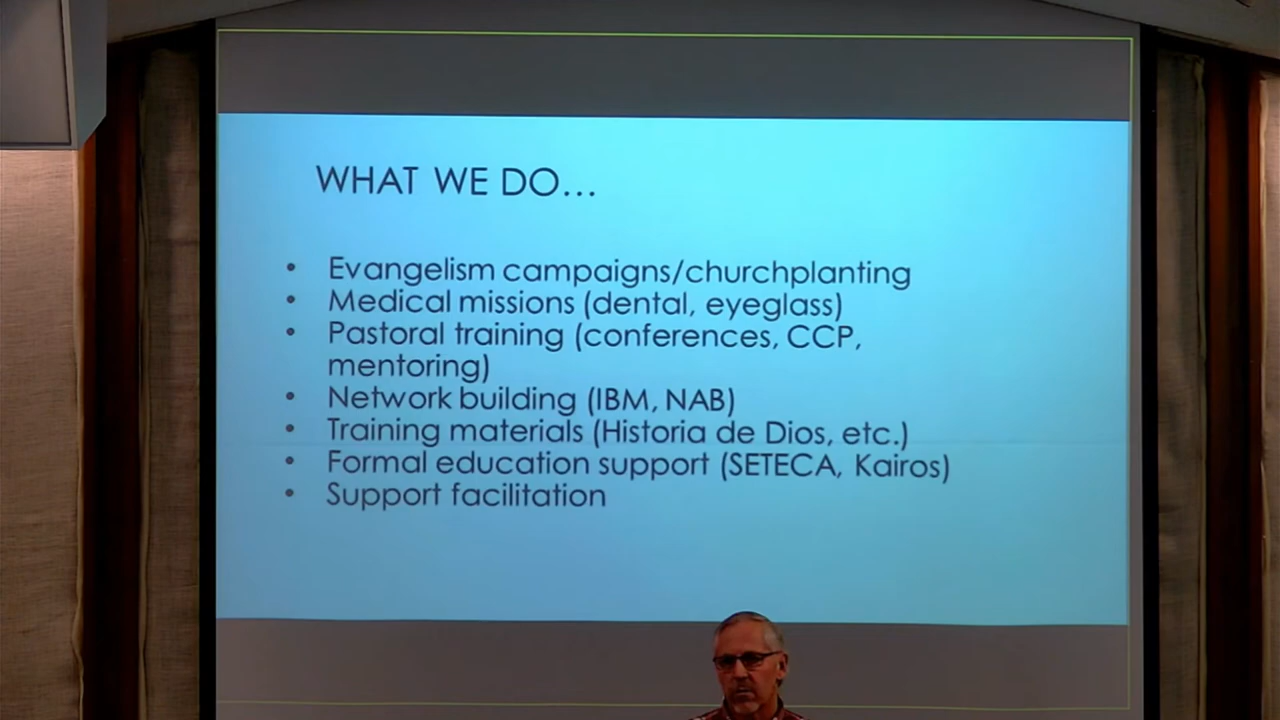 WHAT WE DO...
• Evangelism campaigns/churchplanting
• Medical missions (dental, eyeglass)
• Pastoral training (conferences, CCP,
mentoring)
• Network building (IBM, NAB)
• Training materials (Historia de Dios, etc.)
• Formal education support (SETECA, Kairos)
• Support facilitation